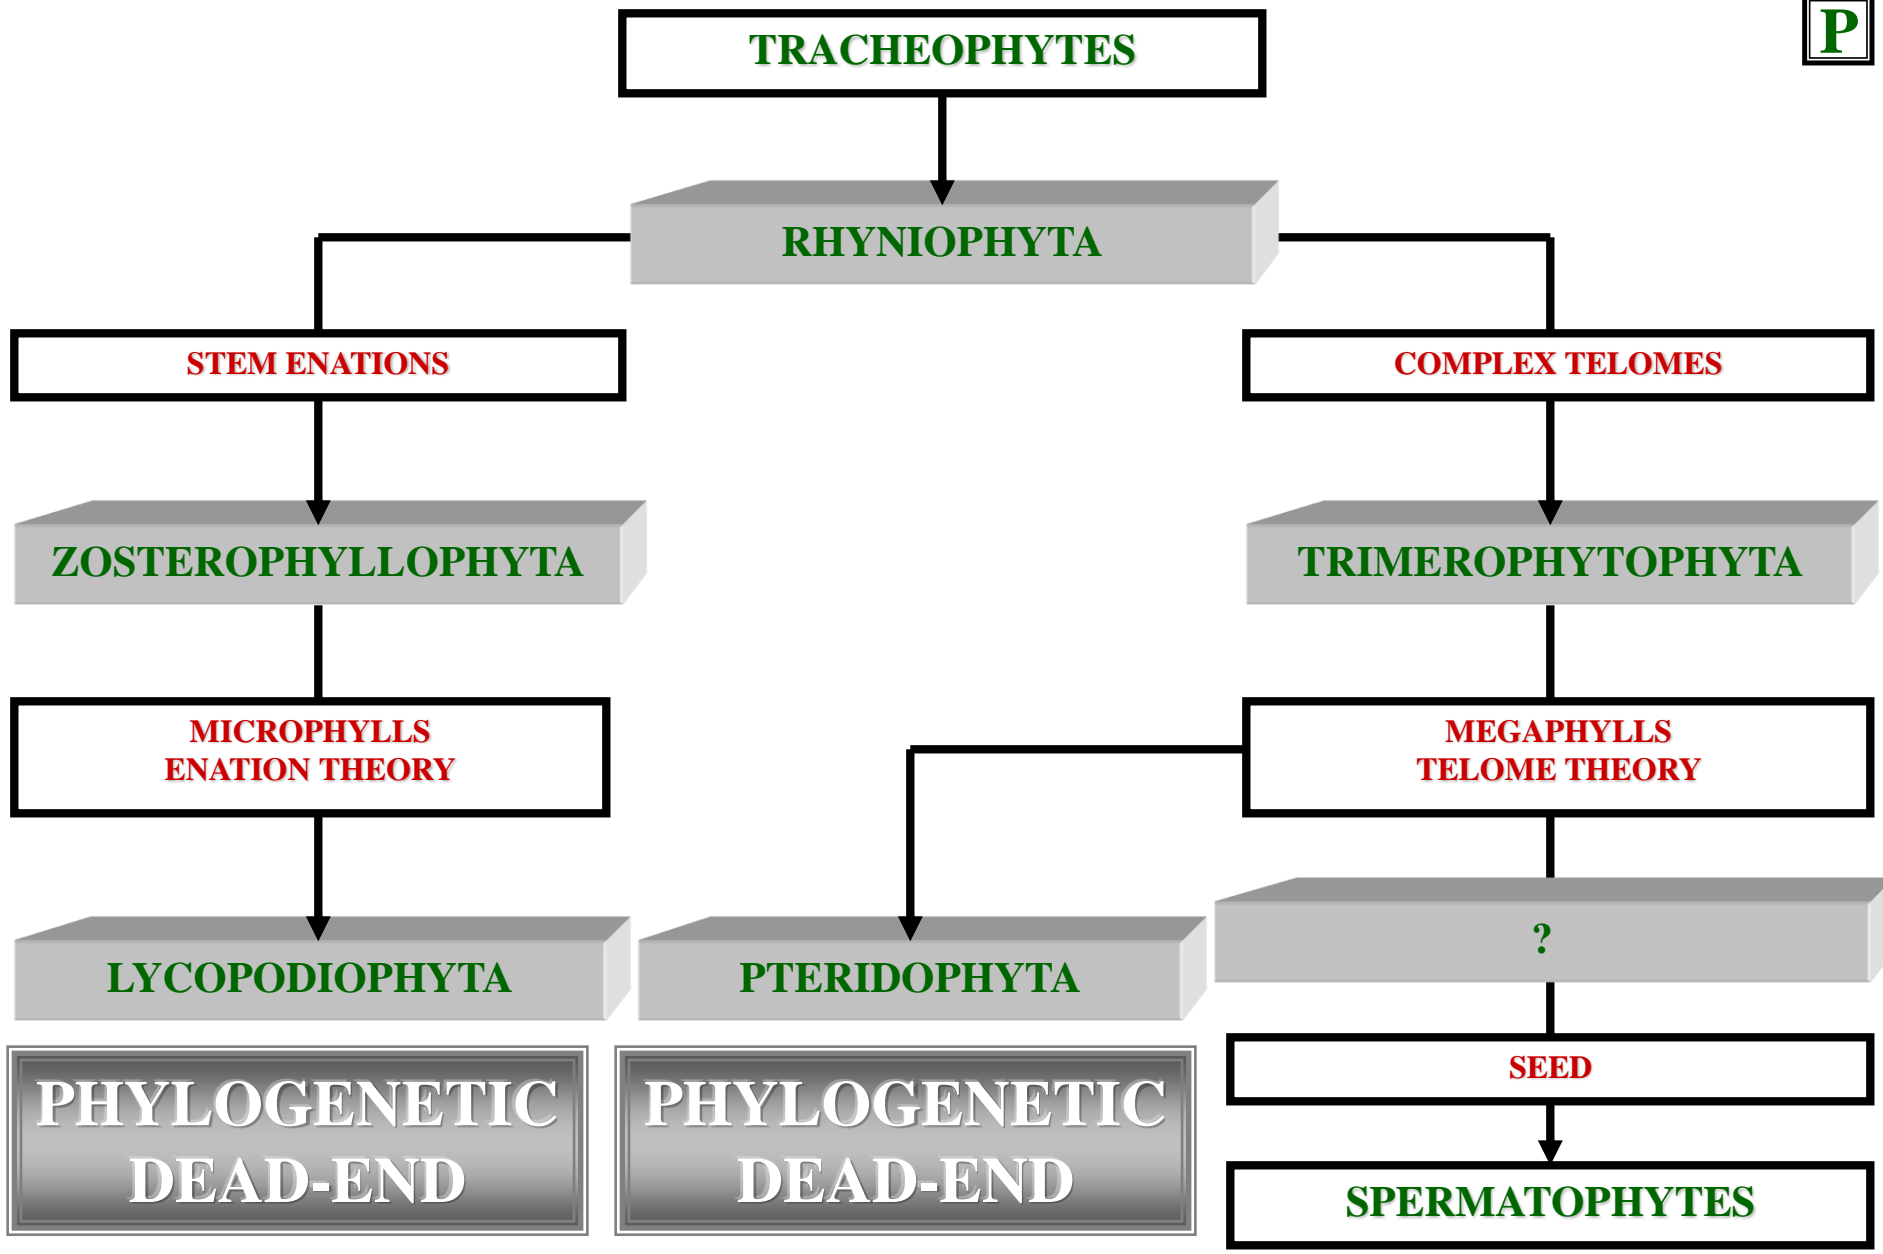 TRACHEOPHYTES
P
RHYNIOPHYTA
STEM ENATIONS
COMPLEX TELOMES
ZOSTEROPHYLLOPHYTA
TRIMEROPHYTOPHYTA
MICROPHYLLS
ENATION THEORY
MEGAPHYLLS
TELOME THEORY
LYCOPODIOPHYTA
PTERIDOPHYTA
?
PHYLOGENETIC
DEAD-END
PHYLOGENETIC
DEAD-END
SEED
SPERMATOPHYTES